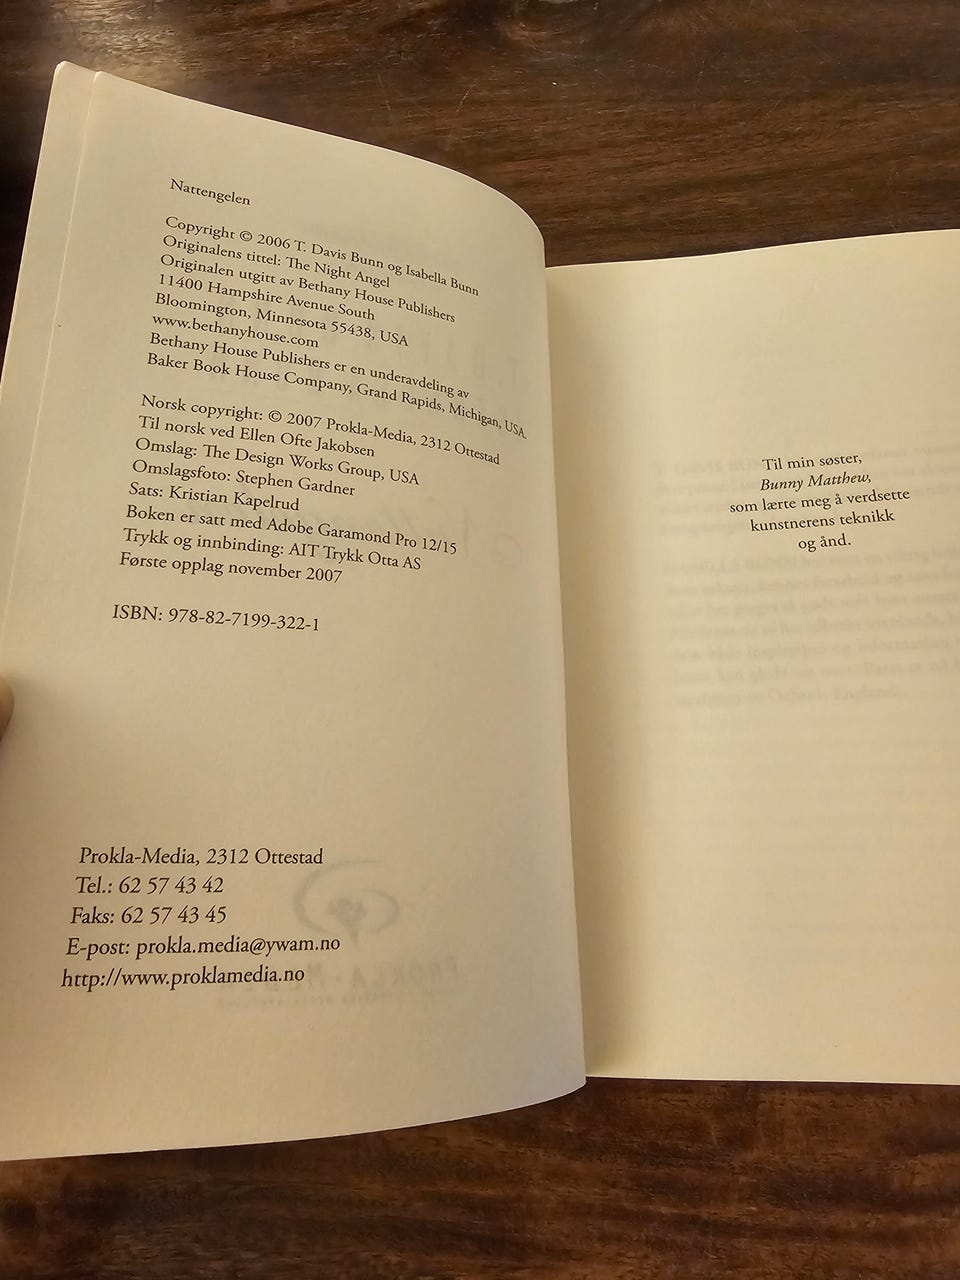 Nattengelen
Copyright © 2006 T. Davis Bunn og Isabella Bunn
Originalens tittel: The Night Angel
Originalen utgitt av Bethany House Publishers
11400 Hampshire Avenue South
Bloomington, Minnesota 55438, USA
www.bethanyhouse.com
Bethany House Publishers er en underavdeling av
Baker Book House Company, Grand Rapids, Michigan, USA.
Norsk copyright: © 2007 Prokla-Media, 2312 Ottestad
Til norsk ved Ellen Ofte Jakobsen
Omslag: The Design Works Group, USA
Omslagsfoto: Stephen Gardner
Sats: Kristian Kapelrud
Boken er satt med Adobe Garamond Pro 12/15
Trykk og innbinding: AIT Trykk Otta AS
Første opplag november 2007
ISBN: 978-82-7199-322-1
Prokla-Media, 2312 Ottestad
Tel.: 62 57 43 42
Faks: 62 57 43 45
E-post: prokla.media@ywam.no
http://www.proklamedia.no
Til min søster,
Bunny Matthew,
som lærte meg å verdsette
kunstnerens teknikk
og ånd.